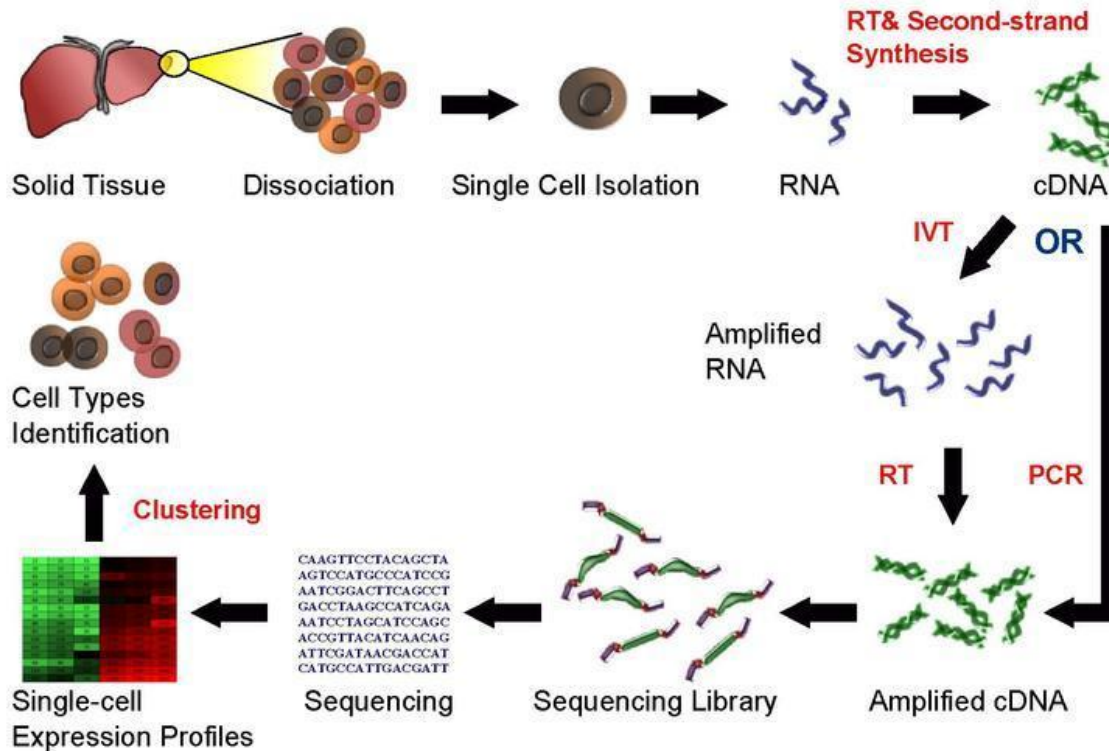 RT& Second-strand
Synthesis
Solid Tissue
Dissociation
Single Cell Isolation
RNA
cDNA
IVT
OR
Amplified
RNA
Cell Types
Identification
RT
PCR
Clustering
CAAGTTCCTACAGCTA
AGTCCATGCCCATCCG
AATCGGACTTCAGCCT
GACCTAAGCCATCAGA
AATCCTAGCATCCAGC
ACCGTTACATCAACAG
ATTCGATAACGACCAT
CATGCCATTGACGATT
Single-cell
Expression Profiles
Sequencing
Sequencing Library
Amplified cDNA